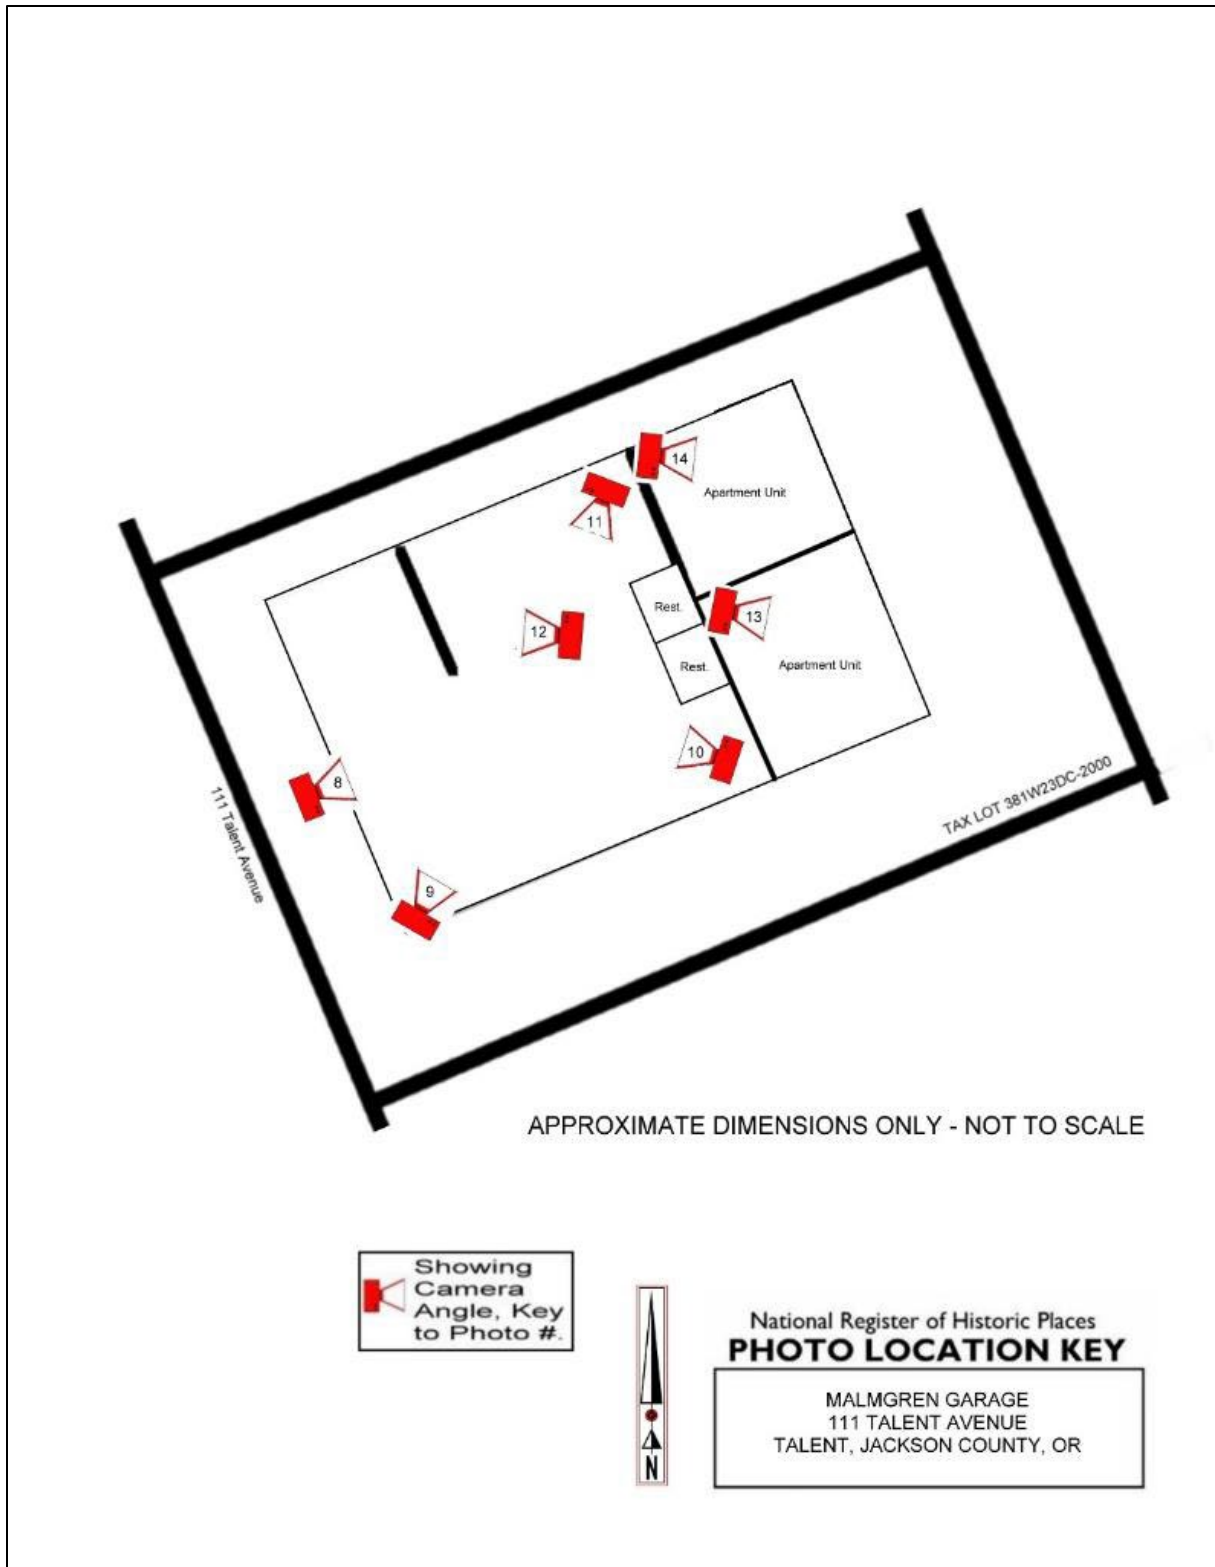 14
Apartment Unit
11
Rest.
13
12
Rest.
Apartment Unit
10
8
111 Talent Avenue
TAX LOT 381W23DC-2000
9
APPROXIMATE DIMENSIONS ONLY - NOT TO SCALE
Showing
Camera
Angle, Key
to Photo #.
N
National Register of Historic Places
PHOTO LOCATION KEY
MALMGREN GARAGE
111 TALENT AVENUE
TALENT, JACKSON COUNTY, OR